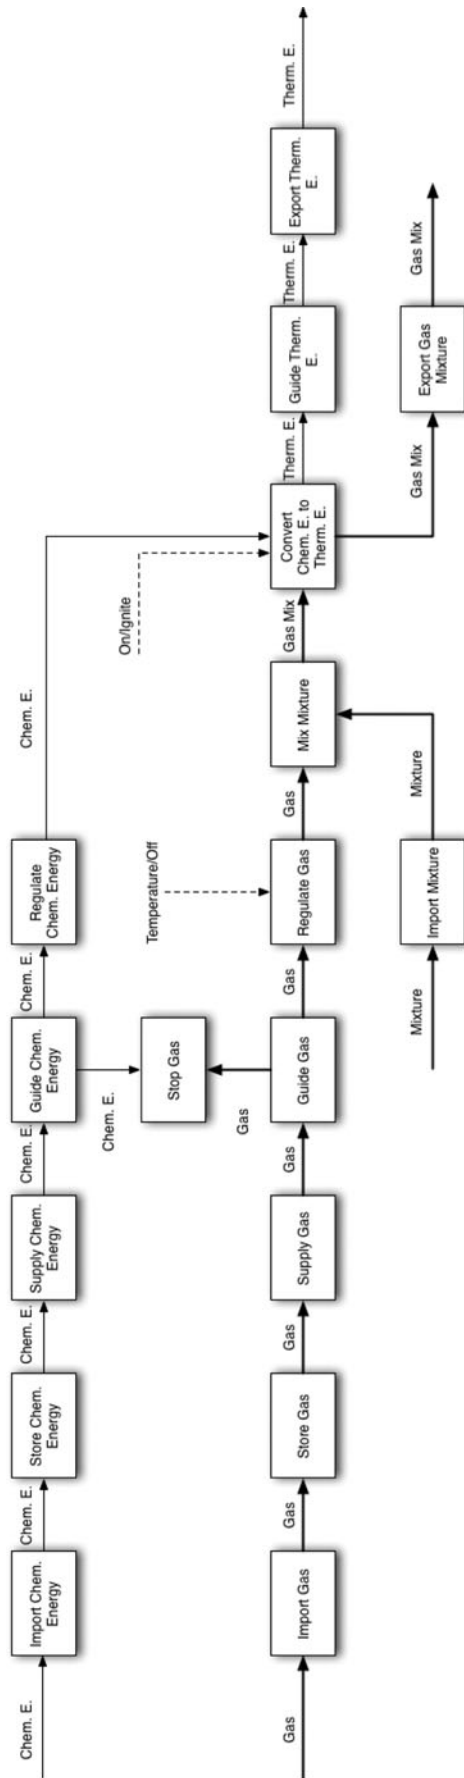 Chem. E.
Import Chem.
Energy
Chem. E.
Store Chem.
Energy
Chem. E.
Supply Chem.
Energy
Chem. E.
Guide Chem.
Energy
Chem. E.
Regulate
Chem. Energy
Chem. E.
Chem. E.
Stop Gas
Gas
Temperature/Off
On/Ignite
Gas
Import Gas
Gas
Store Gas
Gas
Supply Gas
Gas
Guide Gas
Gas
Regulate Gas
Gas
Mix Mixture
Gas Mix
Convert
Chem. E. to
Therm. E.
Therm. E.
Guide Therm.
E.
Therm. E.
Export Therm.
E.
Therm. E.
Mixture
Import Mixture
Mixture
Gas Mix
Export Gas
Mixture
Gas Mix